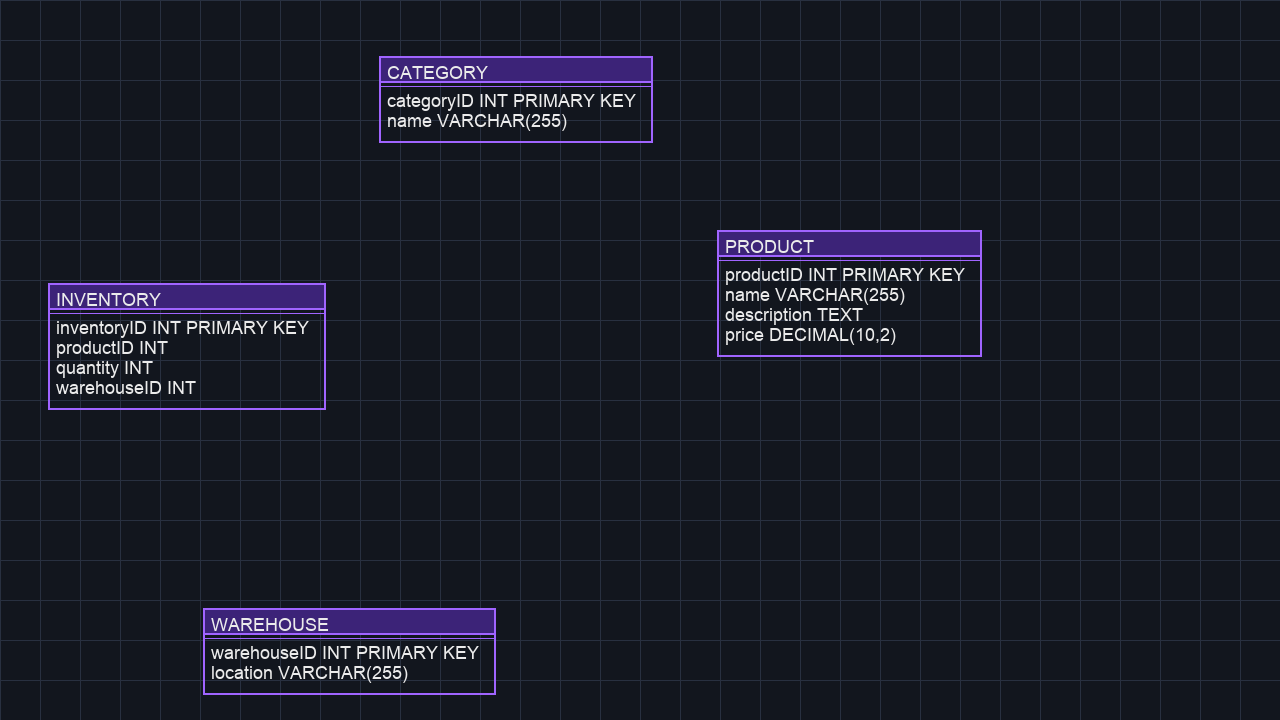 CATEGORY
categoryID INT PRIMARY KEY
name VARCHAR(255)
PRODUCT
productID INT PRIMARY KEY
name VARCHAR(255)
description TEXT
price DECIMAL(10,2)
INVENTORY
inventoryID INT PRIMARY KEY
productID INT
quantity INT
warehouseID INT
WAREHOUSE
warehouseID INT PRIMARY KEY
location VARCHAR(255)